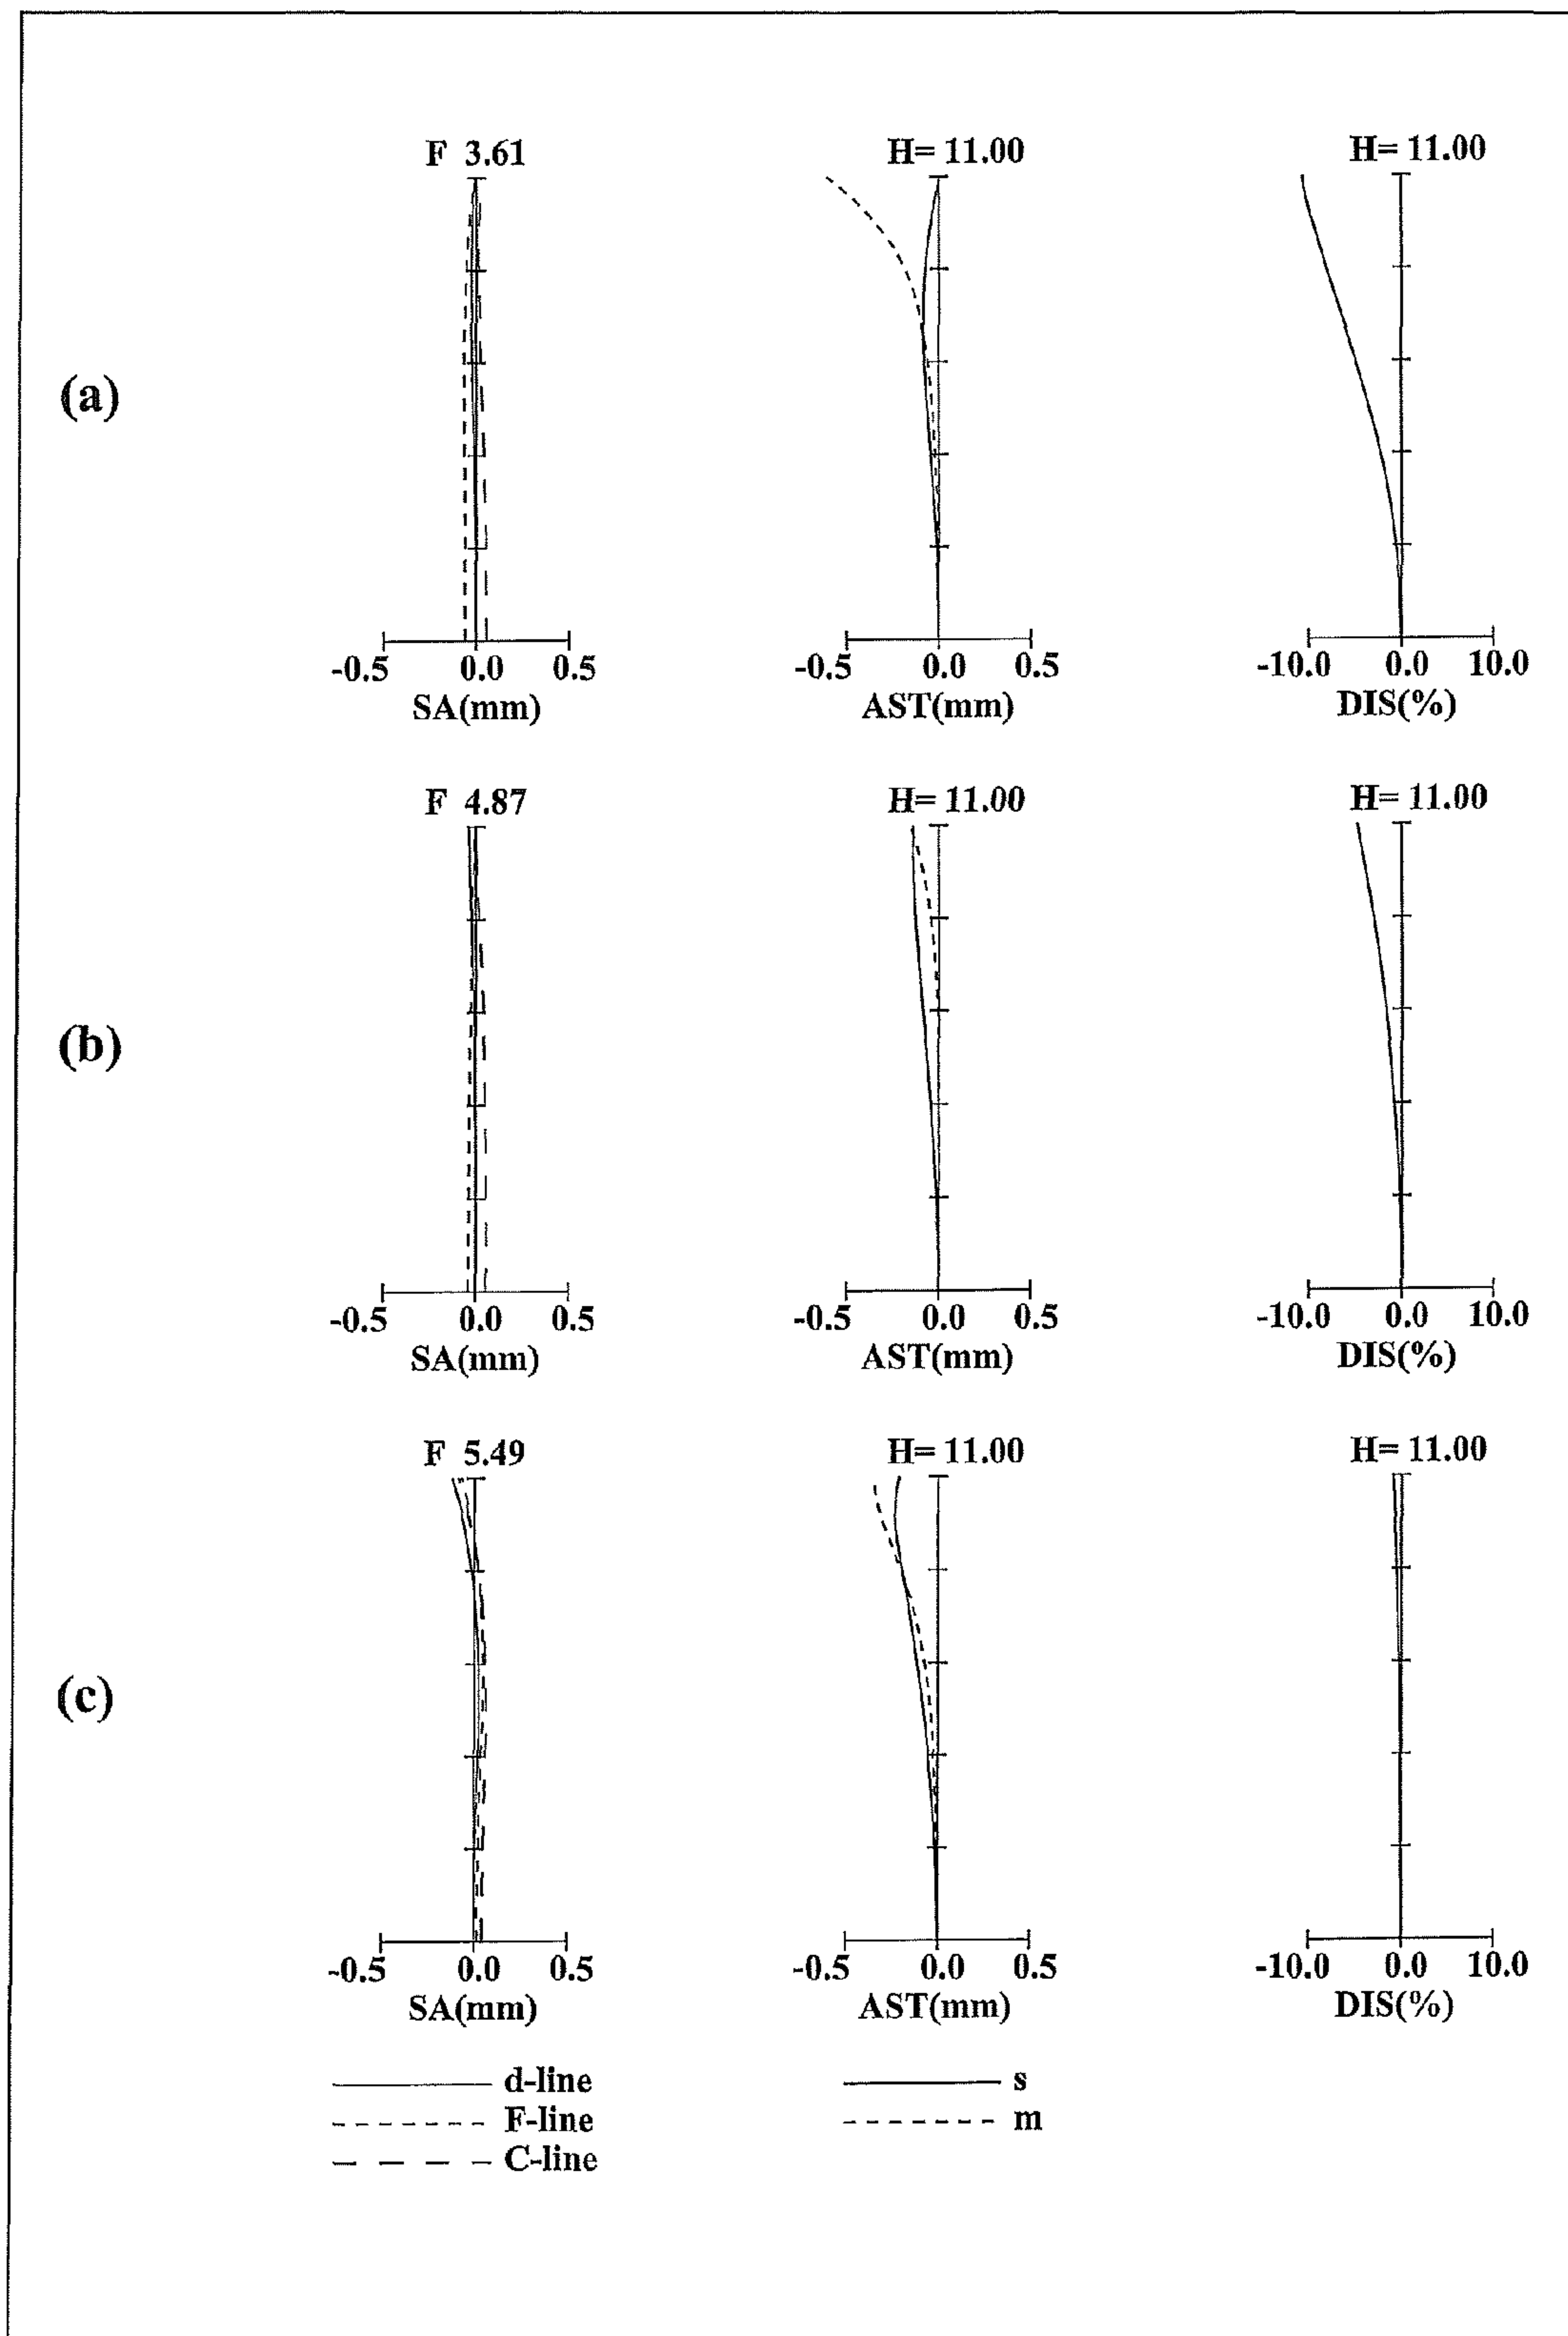 F 3.61 H= 11.00 H= 11.00
(a)
-0.5 0.0 0.5 -0.5 0.0 0.5 -10.0 0.0 10.0
SA(mm) AST(mm) DIS(%)
F 4.87 H= 11.00 H= 11.00
(b)
-0.5 0.0 0.5 -0.5 0.0 0.5 -10.0 0.0 10.0
SA(mm) AST(mm) DIS(%)
F 5.49 H= 11.00 H= 11.00
(c)
-0.5 0.0 0.5 -0.5 0.0 0.5 -10.0 0.0 10.0
SA(mm) AST(mm) DIS(%)
d-line s
F-line m
C-line